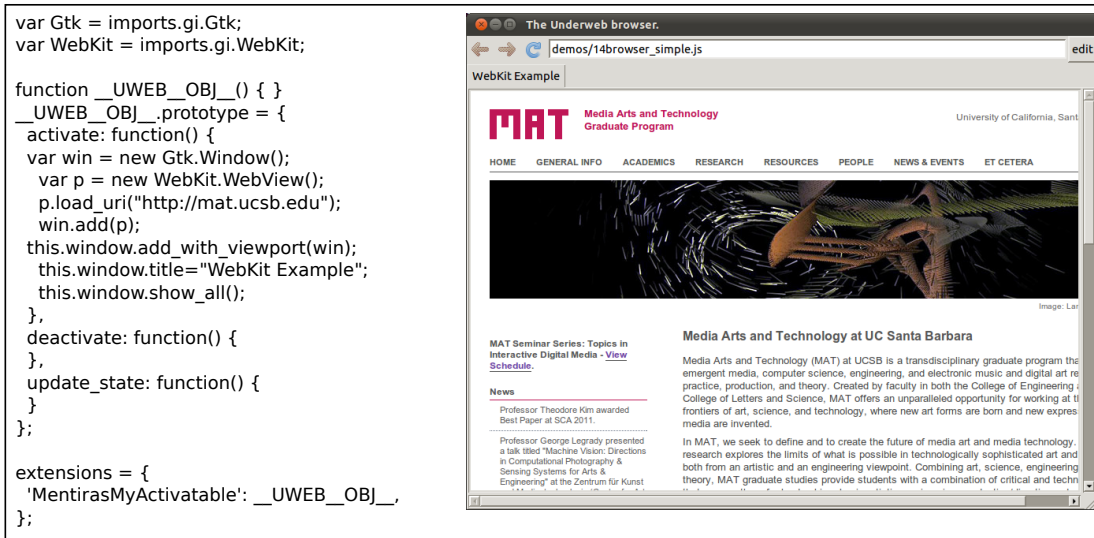 var Gtk = imports.gi.Gtk;
var WebKit = imports.gi.WebKit;

function __UWEB__OBJ__() { }
__UWEB__OBJ__.prototype = {
  activate: function() {
  var win = new Gtk.Window();
    var p = new WebKit.WebView();
    p.load_uri("http://mat.ucsb.edu");
    win.add(p);
  this.window.add_with_viewport(win);
    this.window.title="WebKit Example";
    this.window.show_all();
  },
  deactivate: function() {
  },
  update_state: function() {
  }
};

extensions = {
  'MentirasMyActivatable': __UWEB__OBJ__,
};
The Underweb browser.
demos/14browser_simple.js
edit
WebKit Example
MAT
Media Arts and Technology
Graduate Program
University of California, Sant
HOME GENERAL INFO ACADEMICS RESEARCH RESOURCES PEOPLE NEWS & EVENTS ET CETERA
Image: Lar
MAT Seminar Series: Topics in
Interactive Digital Media - View
Schedule.
News
Professor Theodore Kim awarded
Best Paper at SCA 2011.
Professor George Legrady presented
a talk titled "Machine Vision: Directions
in Computational Photography &
Sensing Systems for Arts &
Engineering" at the Zentrum für Kunst
Media Arts and Technology at UC Santa Barbara
Media Arts and Technology (MAT) at UCSB is a transdisciplinary graduate program tha
emergent media, computer science, engineering, and electronic music and digital art re
practice, production, and theory. Created by faculty in both the College of Engineering
College of Letters and Science, MAT offers an unparalleled opportunity for working at t
frontiers of art, science, and technology, where new art forms are born and new expres
media are invented.
In MAT, we seek to define and to create the future of media art and media technology.
research explores the limits of what is possible in technologically sophisticated art and
both from an artistic and an engineering viewpoint. Combining art, science, engineering
theory, MAT graduate studies provide students with a combination of critical and techn